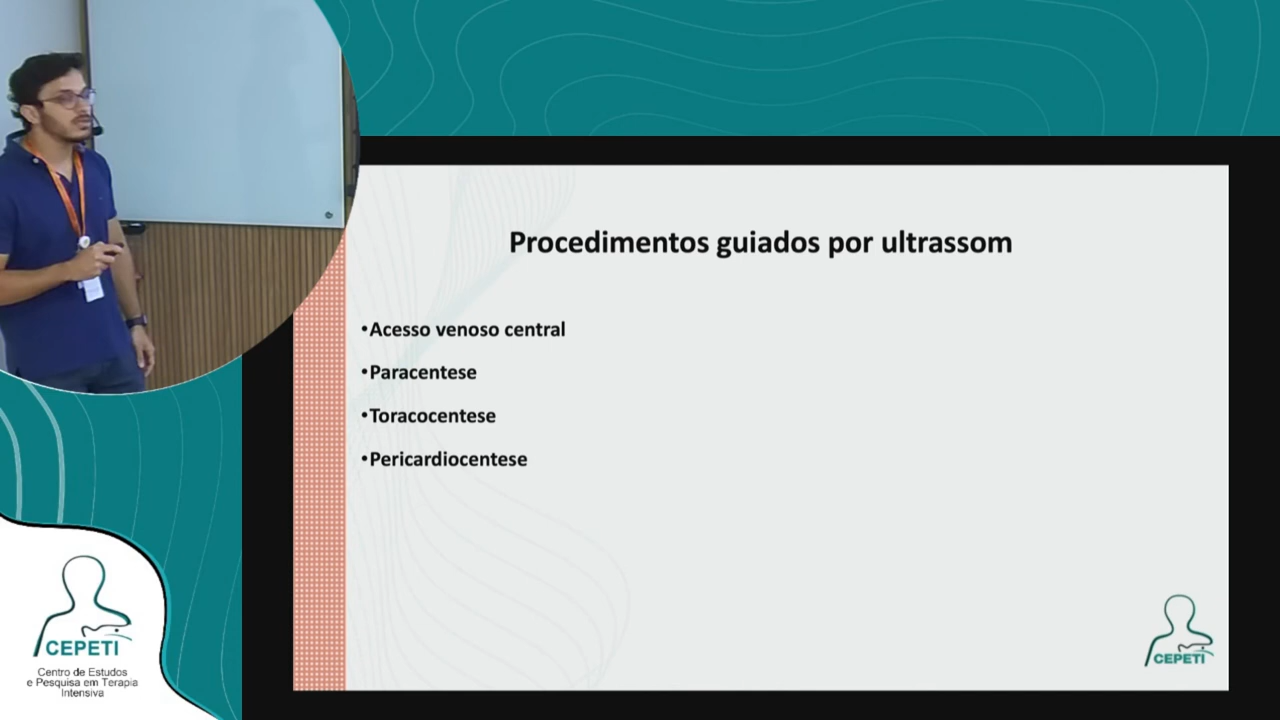 Procedimentos guiados por ultrassom
•Acesso venoso central
•Paracentese
•Toracocentese
•Pericardiocentese
CEPETI
Centro de Estudos
e Pesquisa em Terapia
Intensiva
CEPETI